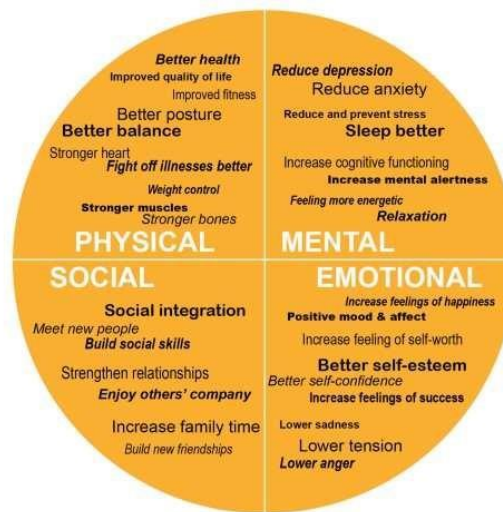 Better health
Improved quality of life
Improved fitness
Better posture
Better balance
Stronger heart
Fight off illnesses better
Weight control
Stronger muscles
Stronger bones
PHYSICAL
Reduce depression
Reduce anxiety
Reduce and prevent stress
Sleep better
Increase cognitive functioning
Increase mental alertness
Feeling more energetic
Relaxation
MENTAL
SOCIAL
Social integration
Meet new people
Build social skills
Strengthen relationships
Enjoy others' company
Increase family time
Build new friendships
EMOTIONAL
Increase feelings of happiness
Positive mood & affect
Increase feeling of self-worth
Better self-esteem
Better self-confidence
Increase feelings of success
Lower sadness
Lower tension
Lower anger